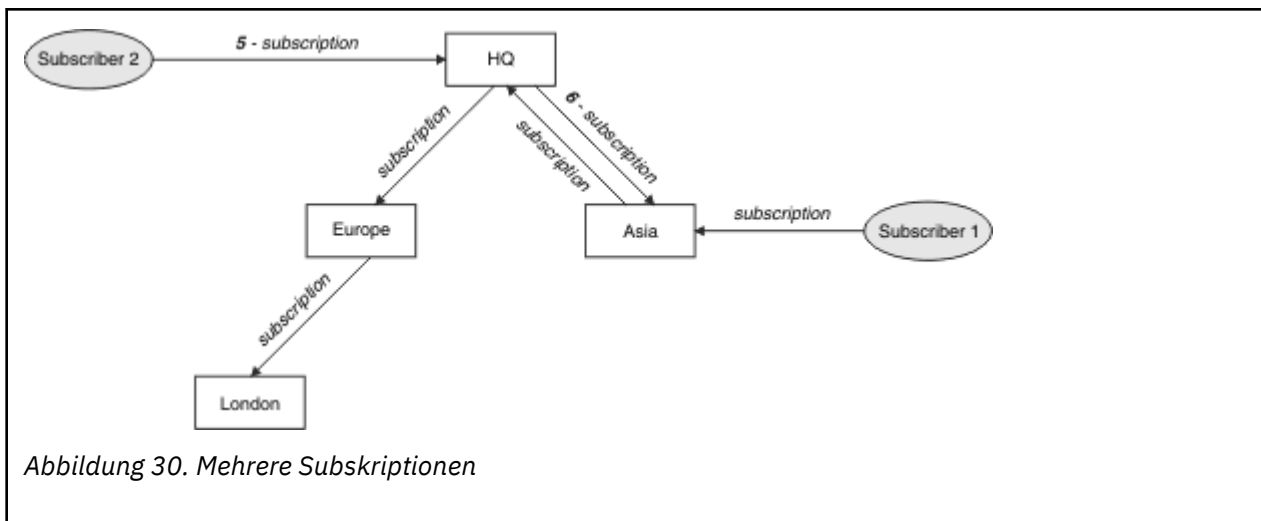 5 - subscription
Subscriber 2
HQ
6 - subscription
subscription
subscription
Europe
Asia
subscription
Subscriber 1
subscription
London
Abbildung 30. Mehrere Subskriptionen